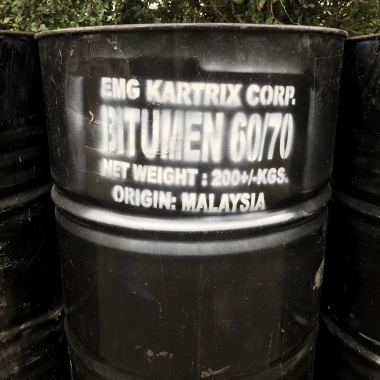 EMG KARTRIX CORP.
BITUMEN 60/70
NET WEIGHT : 200+/-KGS.
ORIGIN: MALAYSIA